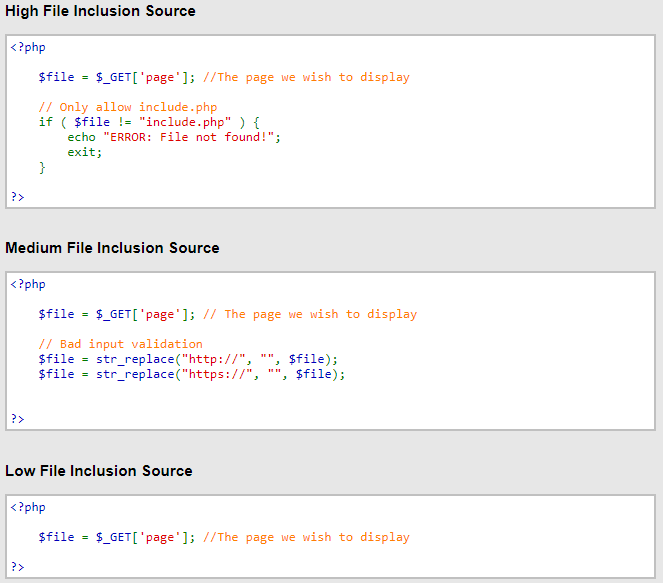 High File Inclusion Source
<?php
$file = $_GET['page']; //The page we wish to display
// Only allow include.php
if ( $file != "include.php" ) {
echo "ERROR: File not found!";
exit;
}
?>
Medium File Inclusion Source
<?php
$file = $_GET['page']; // The page we wish to display
// Bad input validation
$file = str_replace("http://", "", $file);
$file = str_replace("https://", "", $file);
?>
Low File Inclusion Source
<?php
$file = $_GET['page']; //The page we wish to display
?>